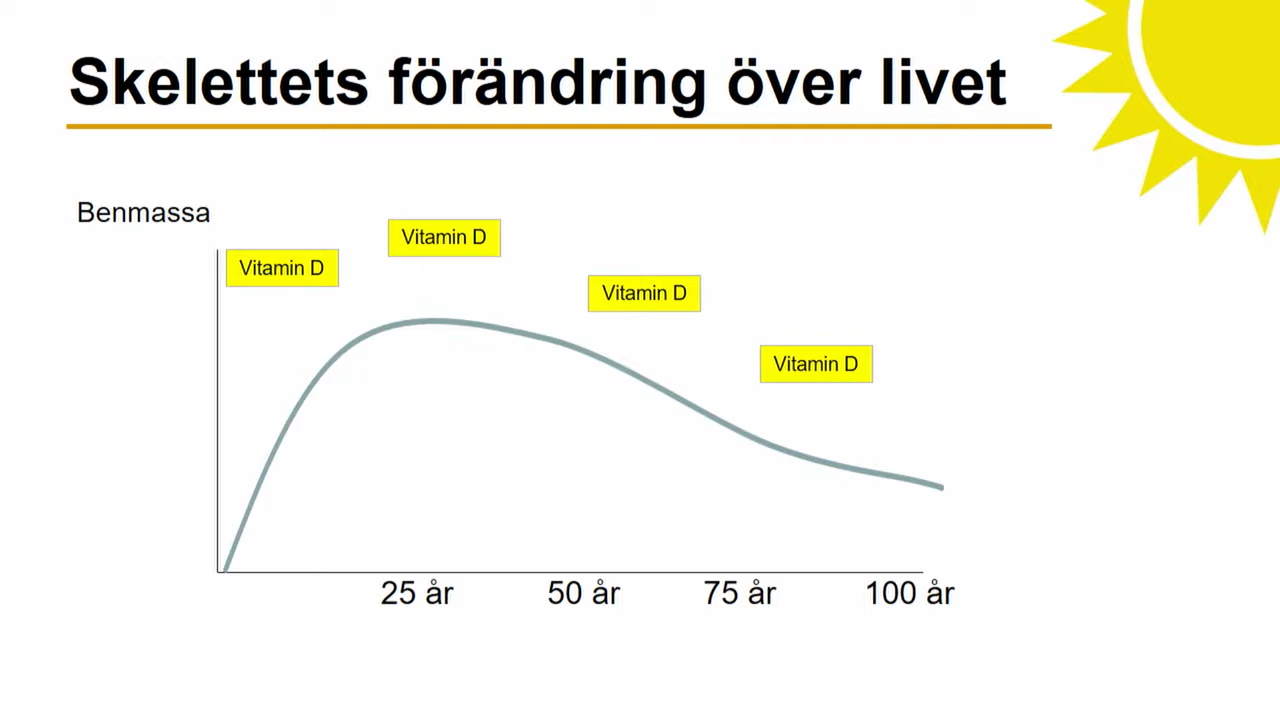 Skelettets förändring över livet
Benmassa
Vitamin D
Vitamin D
Vitamin D
Vitamin D
25 år
50 år
75 år
100 år